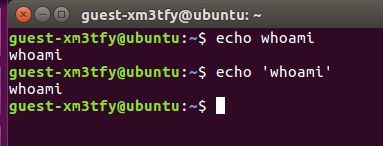 guest-xm3tfy@ubuntu: ~
guest-xm3tfy@ubuntu:~$ echo whoami
whoami
guest-xm3tfy@ubuntu:~$ echo 'whoami'
whoami
guest-xm3tfy@ubuntu:~$